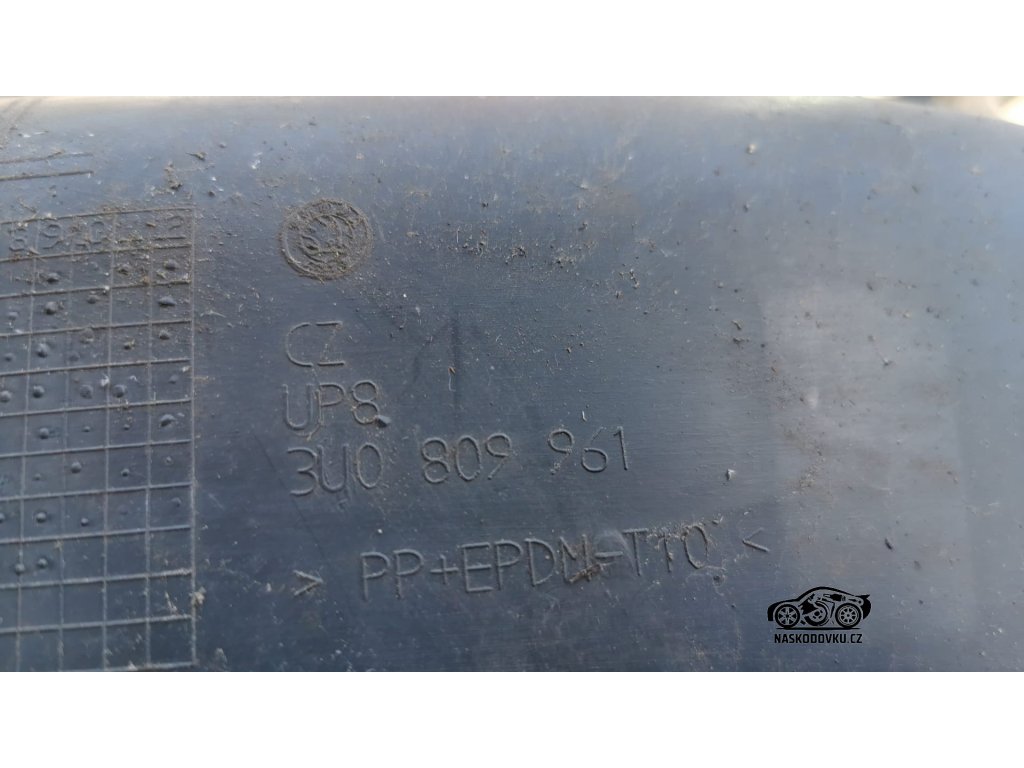 CZ
UP8
3U0 809 961
> PP+EPDM-T10 <
NASKODOVKU.CZ